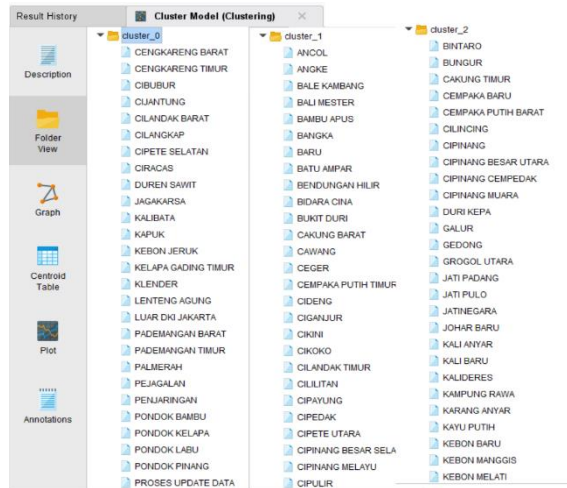 Result History
Cluster Model (Clustering)
Description
Folder
View
Graph
Centroid
Table
Plot
Annotations
cluster_0
CENGKARENG BARAT
CENGKARENG TIMUR
CIBUBUR
CIJANTUNG
CILANDAK BARAT
CILANGKAP
CIPETE SELATAN
CIRACAS
DUREN SAWIT
JAGAKARSA
KALIBATA
KAPUK
KEBON JERUK
KELAPA GADING TIMUR
KLENDER
LENTENG AGUNG
LUAR DKI JAKARTA
PADEMANGAN BARAT
PADEMANGAN TIMUR
PALMERAH
PEJAGALAN
PENJARINGAN
PONDOK BAMBU
PONDOK KELAPA
PONDOK LABU
PONDOK PINANG
PROSES UPDATE DATA
cluster_1
ANCOL
ANGKE
BALE KAMBANG
BALI MESTER
BAMBU APUS
BANGKA
BARU
BATU AMPAR
BENDUNGAN HILIR
BIDARA CINA
BUKIT DURI
CAKUNG BARAT
CAWANG
CEGER
CEMPAKA PUTIH TIMUR
CIDENG
CIGANJUR
CIKINI
CIKOKO
CILANDAK TIMUR
CILILITAN
CIPAYUNG
CIPEDAK
CIPETE UTARA
CIPINANG BESAR SELA
CIPINANG MELAYU
CIPULIR
cluster_2
BINTARO
BUNGUR
CAKUNG TIMUR
CEMPAKA BARU
CEMPAKA PUTIH BARAT
CILINCING
CIPINANG
CIPINANG BESAR UTARA
CIPINANG CEMPEDAK
CIPINANG MUARA
DURI KEPA
GALUR
GEDONG
GROGOL UTARA
JATI PADANG
JATI PULO
JATINEGARA
JOHAR BARU
KALI ANYAR
KALI BARU
KALIDERES
KAMPUNG RAWA
KARANG ANYAR
KAYU PUTIH
KEBON BARU
KEBON MANGGIS
KEBON MELATI